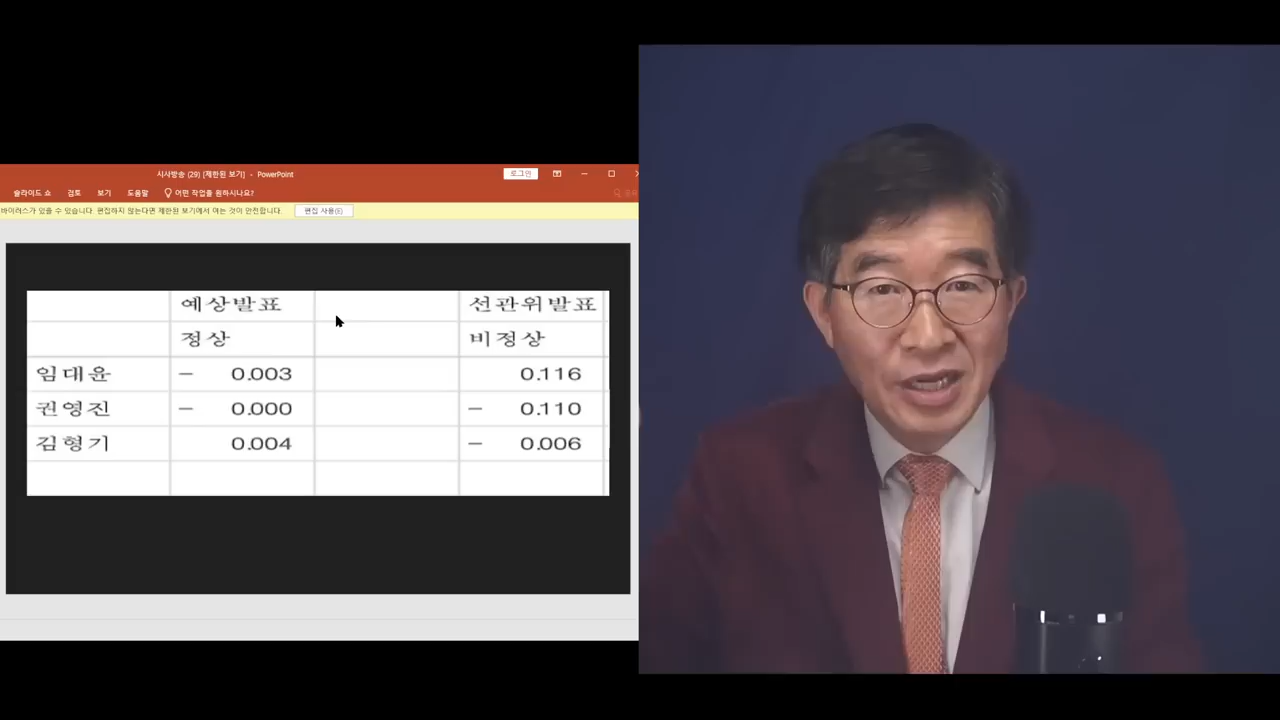 시사방송 (29) [제한된 보기] - PowerPoint
로그인
슬라이드 쇼 검토 보기 도움말 어떤 작업을 원하시나요?
바이러스가 있을 수 있습니다. 편집하지 않는다면 제한된 보기에서 여는 것이 안전합니다. 편집 사용(E)
예상발표 선관위발표
정상 비정상
임대윤 - 0.003 0.116
권영진 - 0.000 - 0.110
김형기 0.004 - 0.006